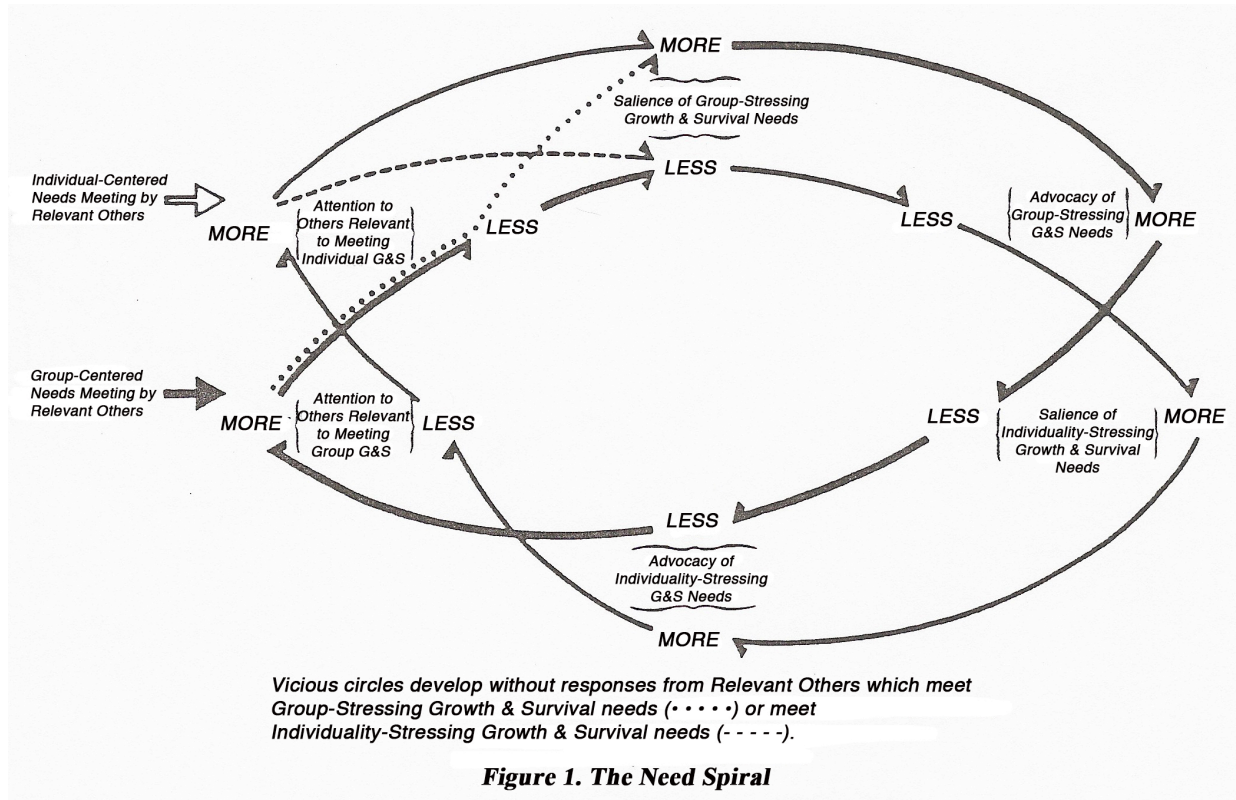 MORE
Salience of Group-Stressing
Growth & Survival Needs
LESS
Individual-Centered
Needs Meeting by
Relevant Others
MORE
Attention to
Others Relevant
to Meeting
Individual G&S
LESS
LESS
Advocacy of
Group-Stressing
G&S Needs
MORE
Group-Centered
Needs Meeting by
Relevant Others
MORE
Attention to
Others Relevant
to Meeting
Group G&S
LESS
LESS
Salience of
Individuality-Stressing
Growth & Survival
Needs
MORE
LESS
Advocacy of
Individuality-Stressing
G&S Needs
MORE
Vicious circles develop without responses from Relevant Others which meet
Group-Stressing Growth & Survival needs (• • • • •) or meet
Individuality-Stressing Growth & Survival needs (- - - - -).
Figure 1. The Need Spiral